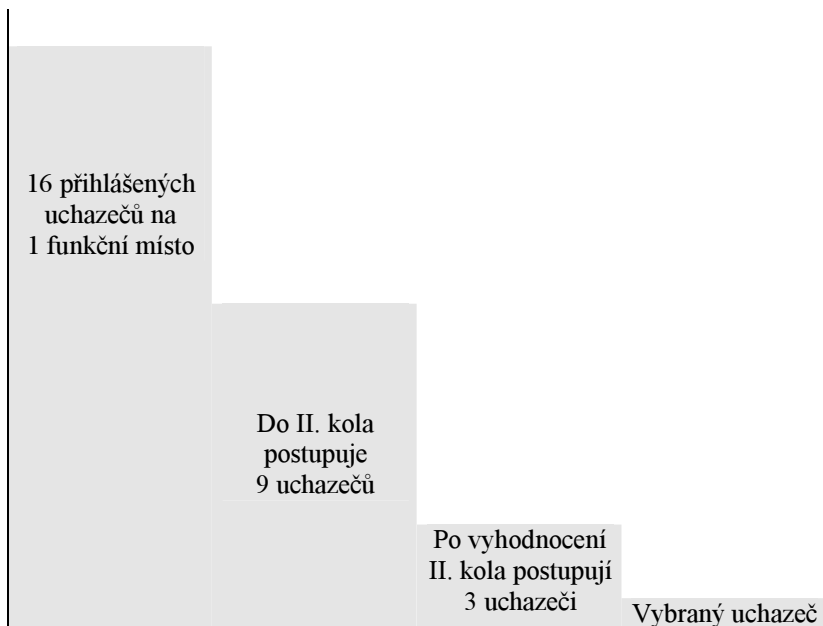 16 přihlášených
uchazečů na
1 funkční místo
Do II. kola
postupuje
9 uchazečů
Po vyhodnocení
II. kola postupují
3 uchazeči
Vybraný uchazeč